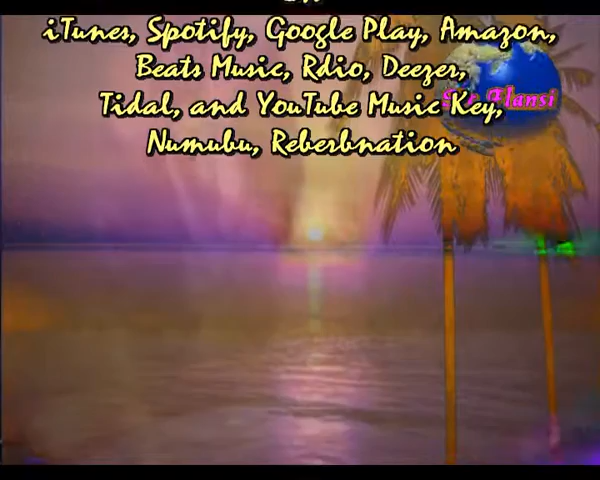 iTunes, Spotify, Google Play, Amazon,
Beats Music, Rdio, Deezer,
Tidal, and YouTube Music Key,
Numubu, Reberbnation
Flansi